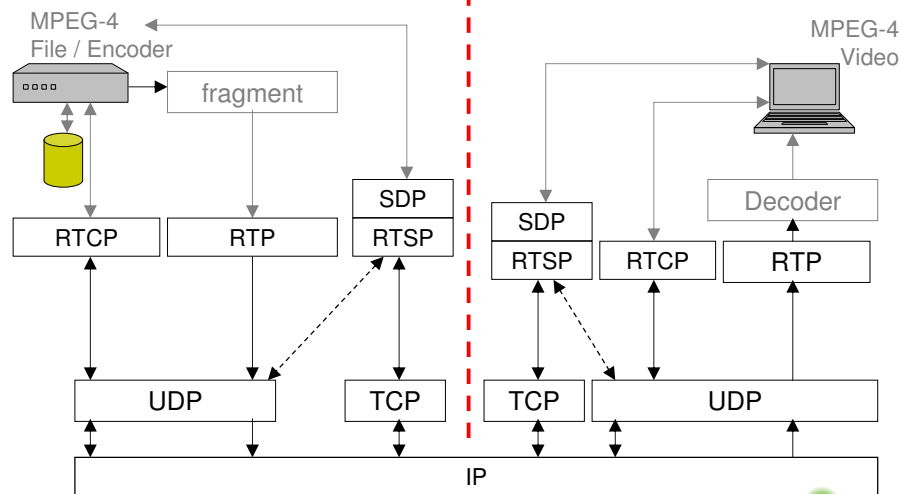 MPEG-4
File / Encoder
fragment
SDP
RTCP
RTP
RTSP
UDP
TCP
MPEG-4
Video
Decoder
SDP
RTSP
RTCP
RTP
TCP
UDP
IP